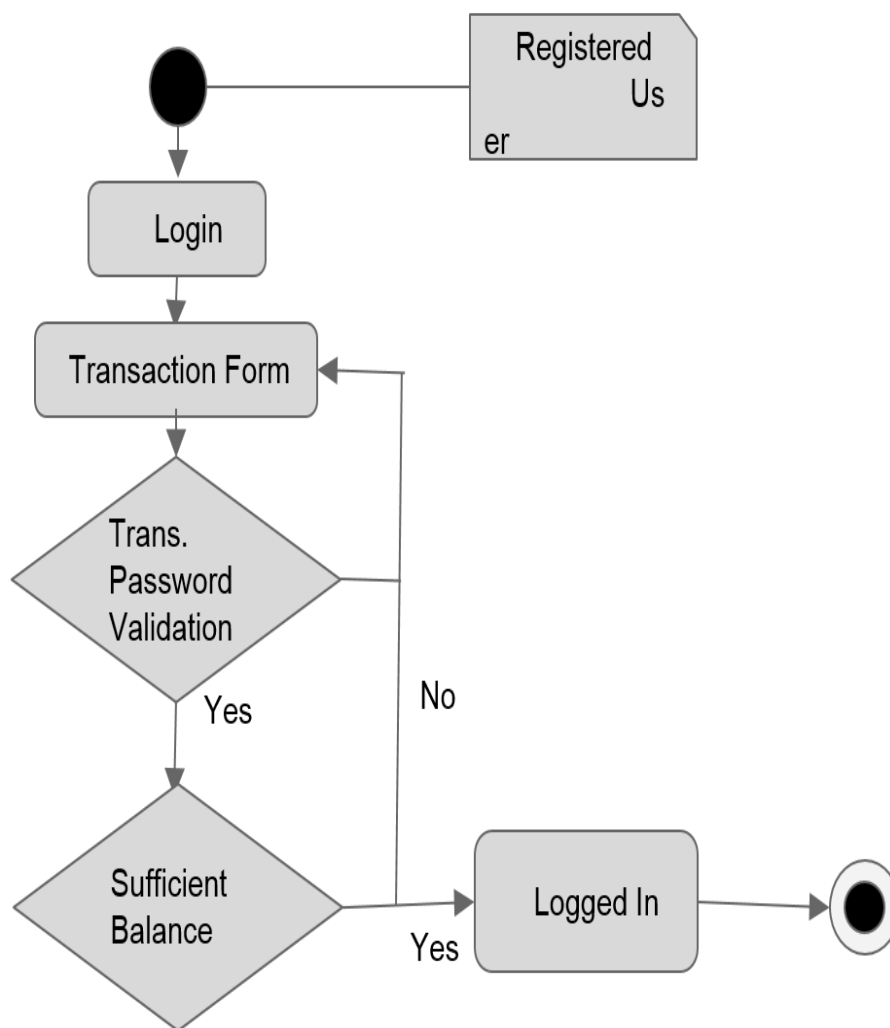 Registered
Us
er
Login
Transaction Form
Trans.
Password
Validation
Yes
No
Sufficient
Balance
Yes
Logged In